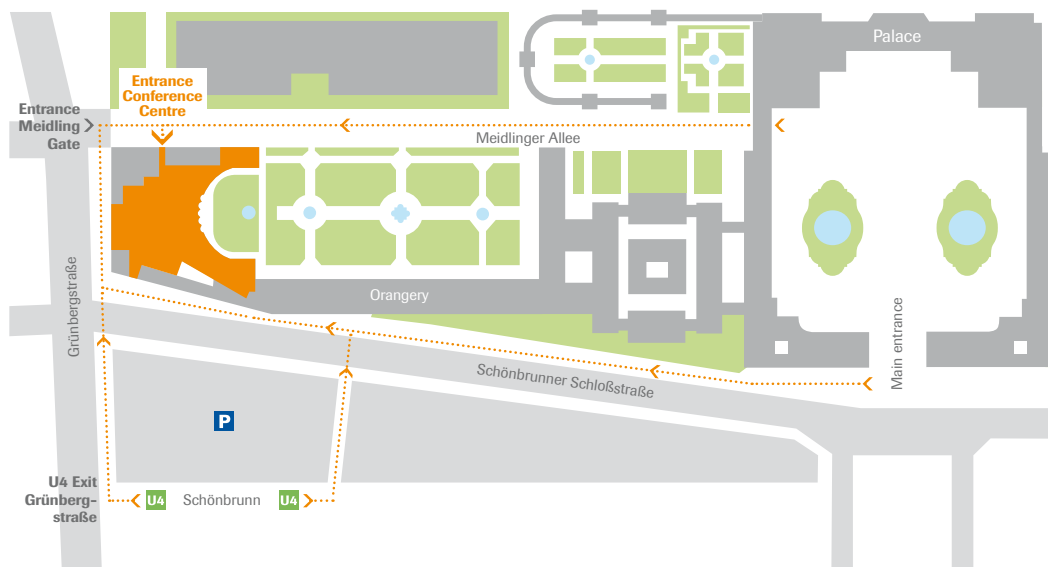 Palace
Entrance
Conference
Centre
Entrance
Meidling
Gate
Meidlinger Allee
Orangery
Grünbergstraße
Main entrance
Schönbrunner Schloßstraße
P
U4 Exit
Grünberg-
straße
U4
Schönbrunn
U4